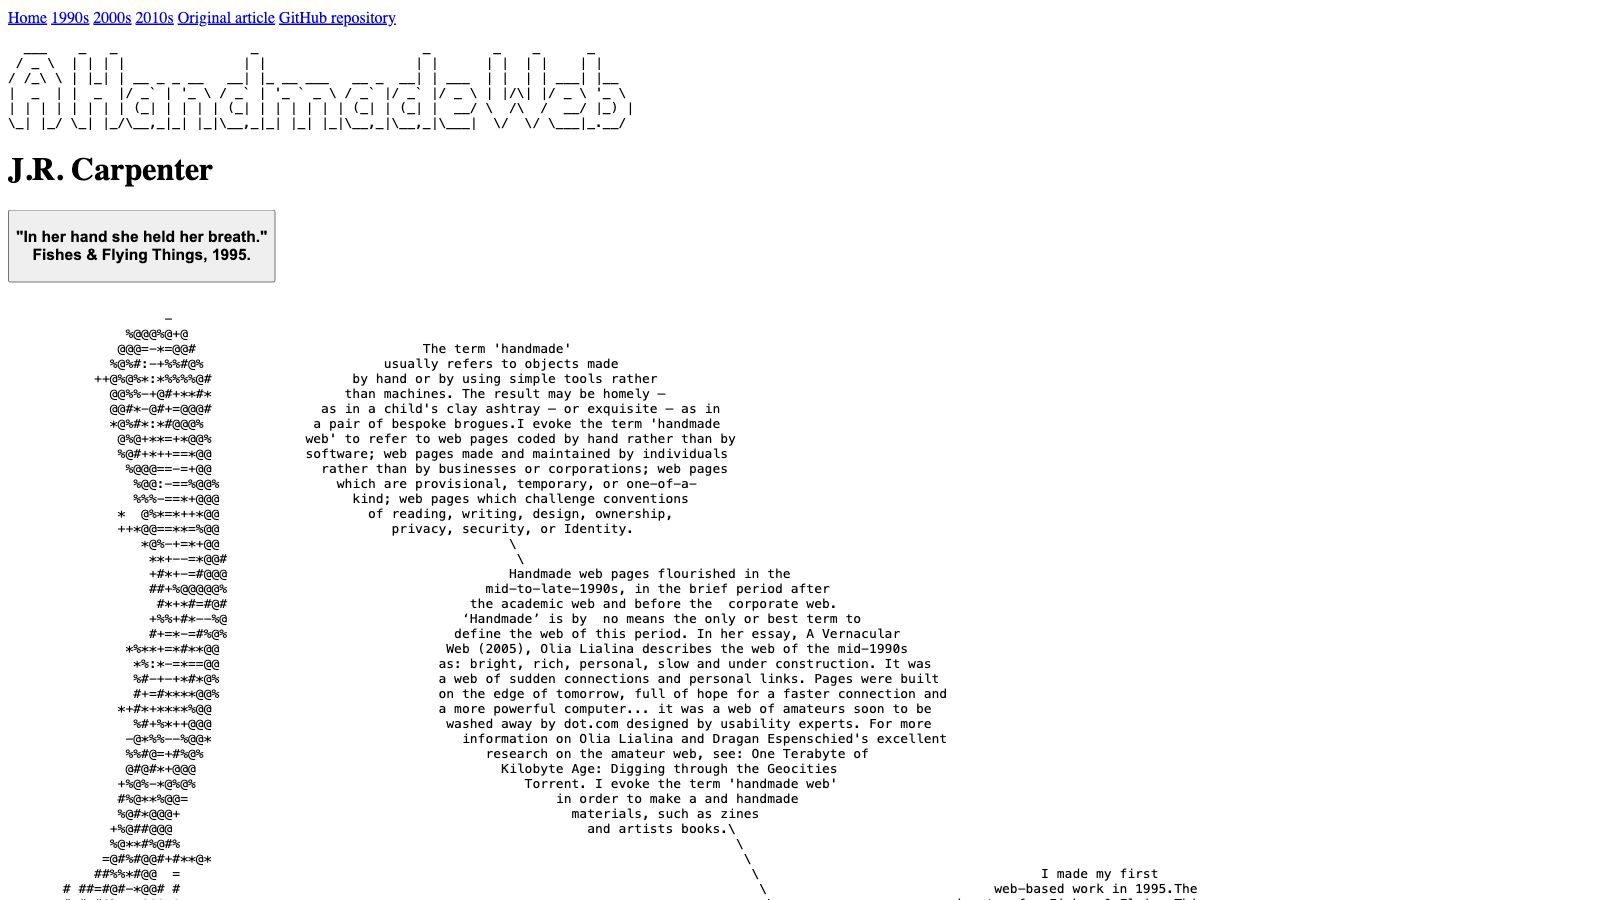 Home 1990s 2000s 2010s Original article GitHub repository
A Handmade Web
J.R. Carpenter
"In her hand she held her breath."
Fishes & Flying Things, 1995.
The term 'handmade'
usually refers to objects made
by hand or by using simple tools rather
than machines. The result may be homely —
as in a child's clay ashtray — or exquisite — as in
a pair of bespoke brogues.I evoke the term 'handmade
web' to refer to web pages coded by hand rather than by
software; web pages made and maintained by individuals
rather than by businesses or corporations; web pages
which are provisional, temporary, or one-of-a-
kind; web pages which challenge conventions
of reading, writing, design, ownership,
privacy, security, or Identity.
Handmade web pages flourished in the
mid-to-late-1990s, in the brief period after
the academic web and before the  corporate web.
‘Handmade’ is by  no means the only or best term to
define the web of this period. In her essay, A Vernacular
Web (2005), Olia Lialina describes the web of the mid-1990s
as: bright, rich, personal, slow and under construction. It was
a web of sudden connections and personal links. Pages were built
on the edge of tomorrow, full of hope for a faster connection and
a more powerful computer... it was a web of amateurs soon to be
washed away by dot.com designed by usability experts. For more
information on Olia Lialina and Dragan Espenschied's excellent
research on the amateur web, see: One Terabyte of
Kilobyte Age: Digging through the Geocities
Torrent. I evoke the term 'handmade web'
in order to make a and handmade
materials, such as zines
and artists books.
I made my first
web-based work in 1995.The